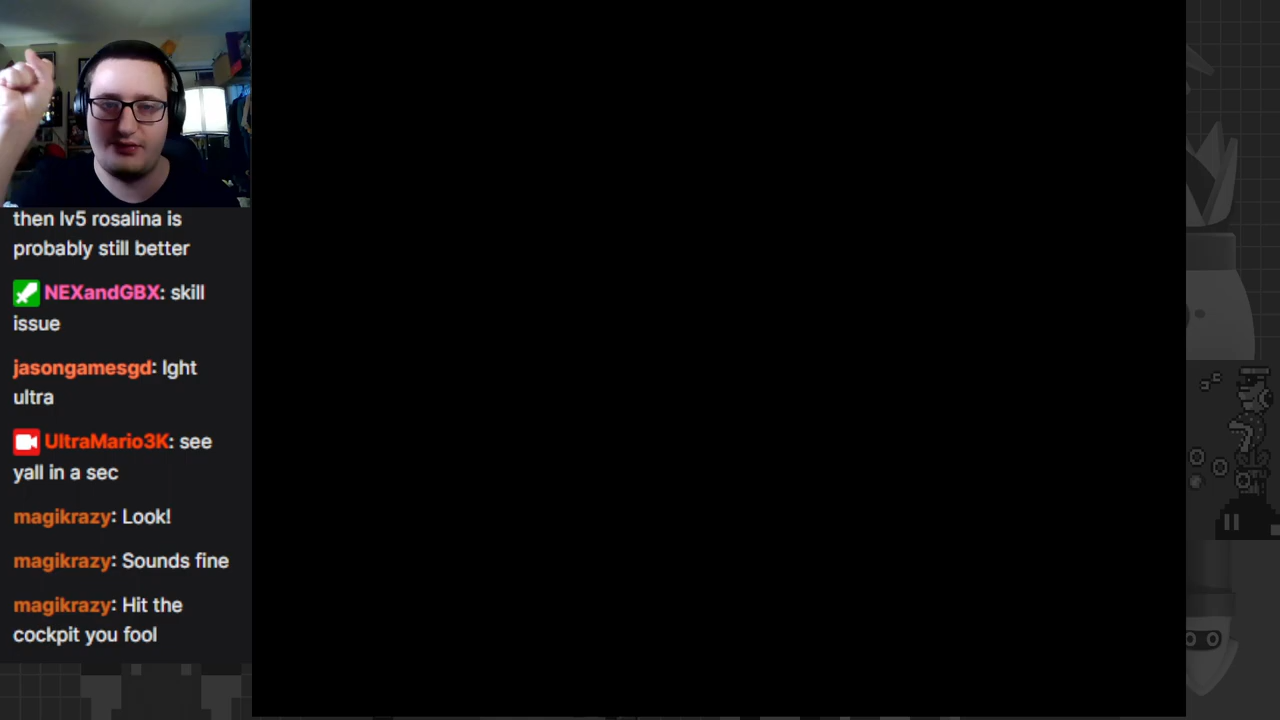 then lv5 rosalina is
probably still better
NEXandGBX: skill
issue
jasongamesgd: lght
ultra
UltraMario3K: see
yall in a sec
magikrazy: Look!
magikrazy: Sounds fine
magikrazy: Hit the
cockpit you fool